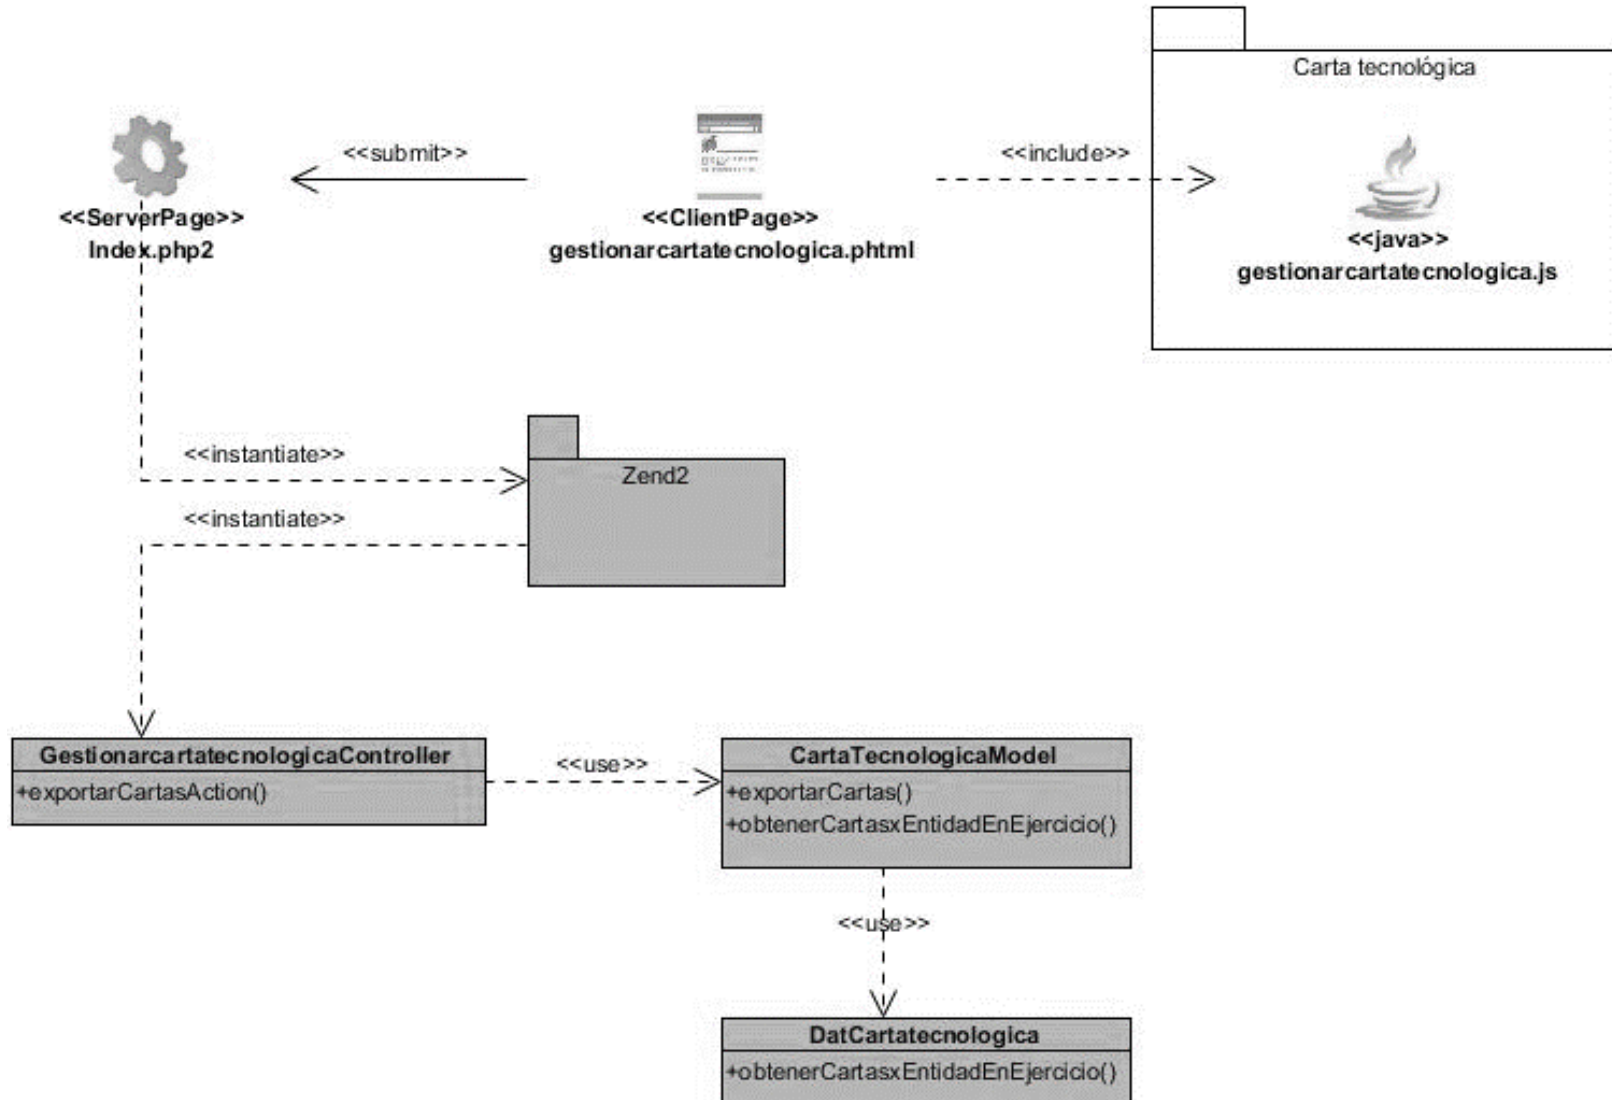 Carta tecnológica
<<submit>>
<<include>>
<<ServerPage>>
Index.php2
<<ClientPage>>
gestionarcartatecnologica.phtml
<<java>>
gestionarcartatecnologica.js
<<instantiate>>
Zend2
<<instantiate>>
GestionarcartatecnologicaController
+exportarCartasAction()
<<use>>
CartaTecnologicaModel
+exportarCartas()
+obtenerCartasxEntidadEnEjercicio()
<<use>>
DatCartatecnologica
+obtenerCartasxEntidadEnEjercicio()